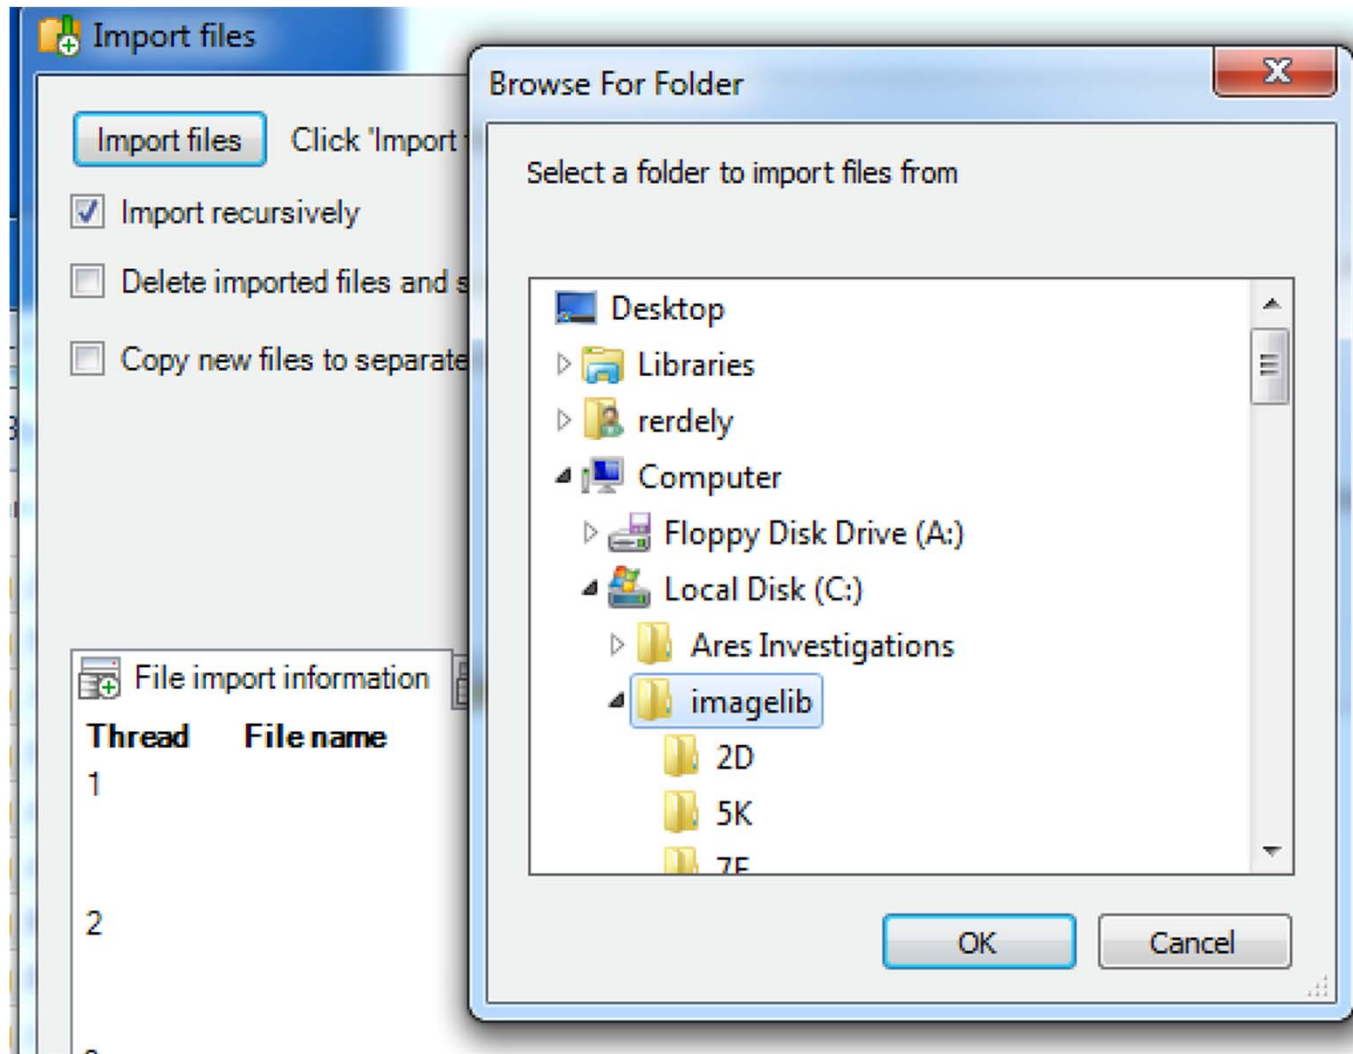 Import files
Import files
Click 'Import
Import recursively
Delete imported files and
Copy new files to separate
File import information
Thread File name
1
2
Browse For Folder
Select a folder to import files from
Desktop
Libraries
rerdely
Computer
Floppy Disk Drive (A:)
Local Disk (C:)
Ares Investigations
imagelib
2D
5K
OK Cancel